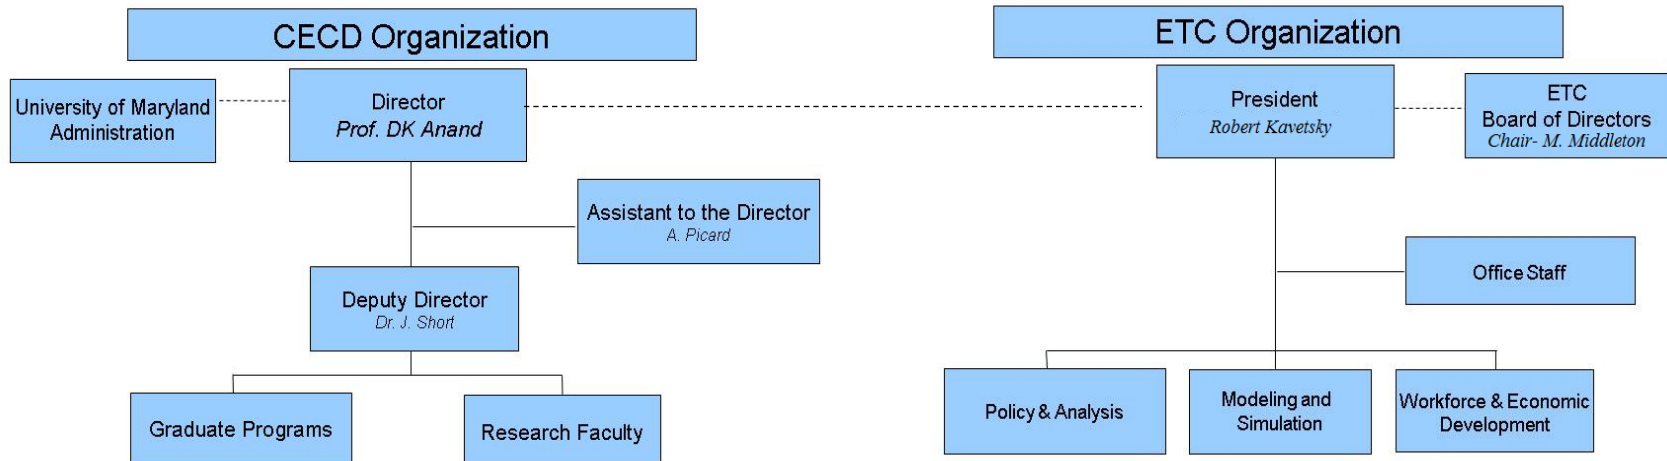 CECD Organization
ETC Organization
University of Maryland
Administration
Director
Prof. DK Anand
President
Robert Kavetsky
ETC
Board of Directors
Chair- M. Middleton
Assistant to the Director
A. Picard
Office Staff
Deputy Director
Dr. J. Short
Graduate Programs
Research Faculty
Policy & Analysis
Modeling and
Simulation
Workforce & Economic
Development